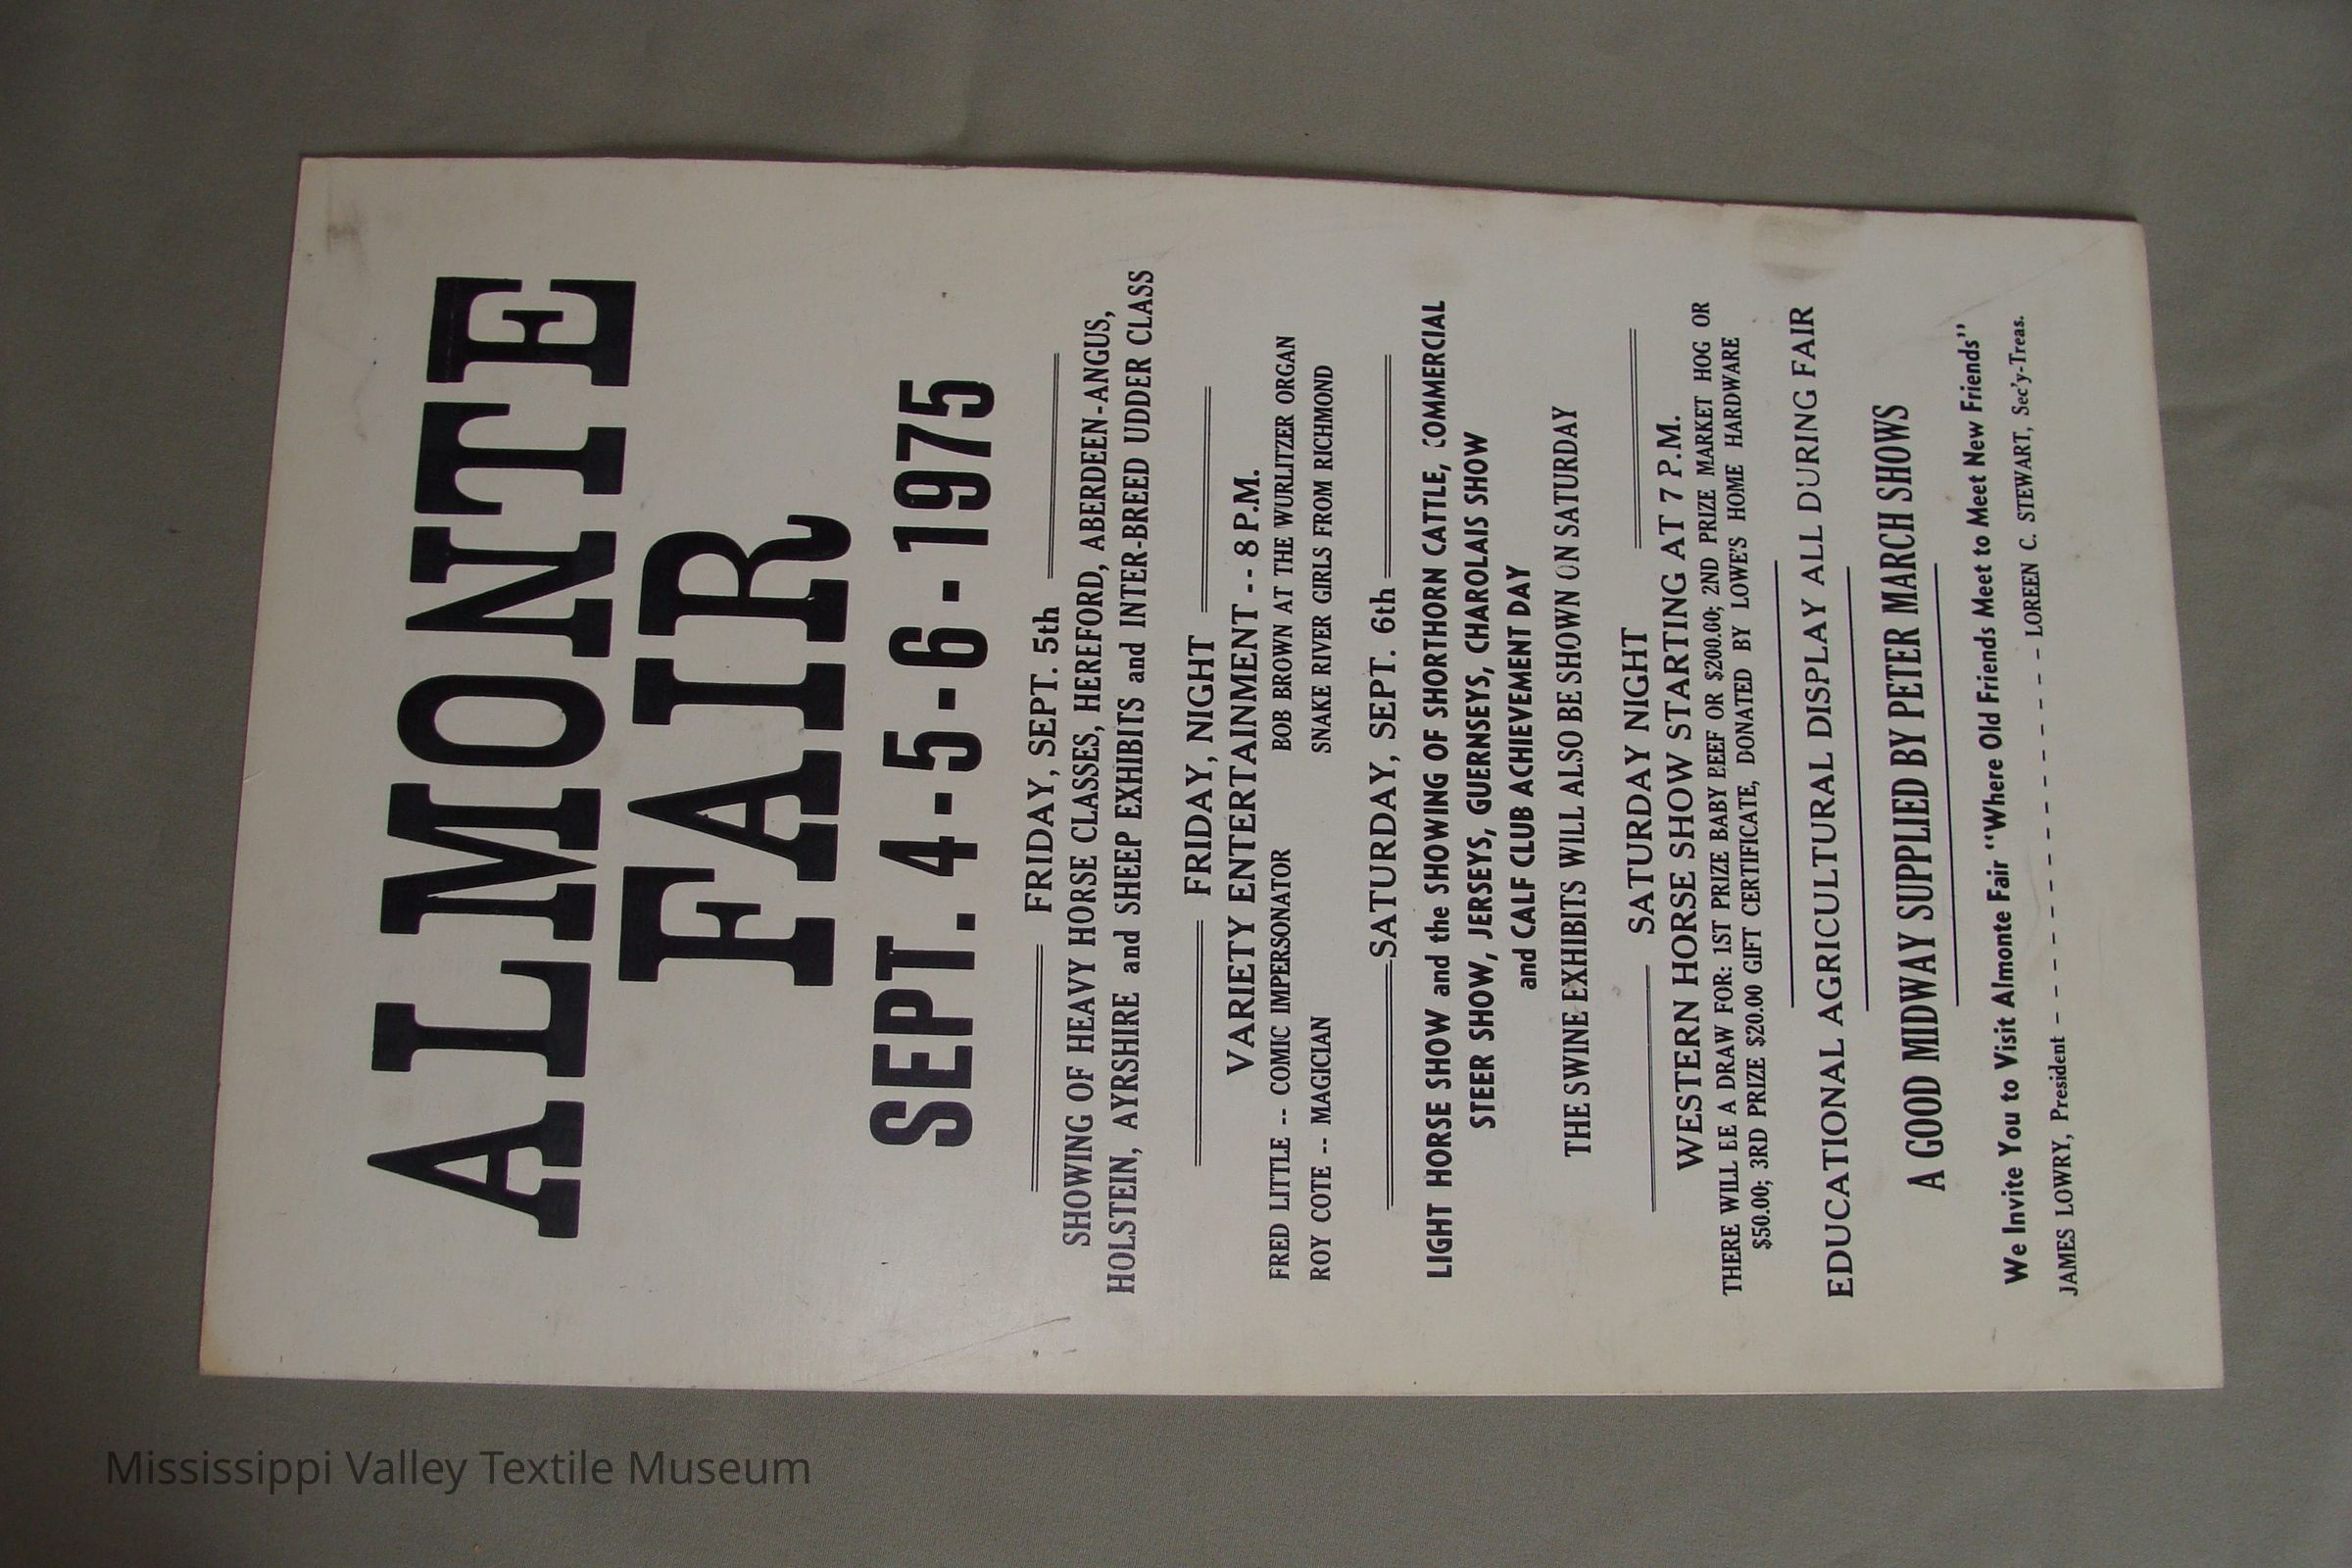 ALMONTE
FAIR
SEPT. 4-5-6-1975
FRIDAY, SEPT. 5th
SHOWING OF HEAVY HORSE CLASSES, HEREFORD, ABERDEEN-ANGUS,
HOLSTEIN, AYRSHIRE and SHEEP EXHIBITS and INTER-BREED UDDER CLASS
FRIDAY, NIGHT
VARIETY ENTERTAINMENT -- 8 P.M.
FRED LITTLE -- COMIC IMPERSONATOR BOB BROWN AT THE WURLITZER ORGAN
ROY COTE -- MAGICIAN SNAKE RIVER GIRLS FROM RICHMOND
SATURDAY, SEPT. 6th
LIGHT HORSE SHOW and the SHOWING OF SHORTHORN CATTLE, COMMERCIAL
STEER SHOW, JERSEYS, GUERNSEYS, CHAROLAIS SHOW
and CALF CLUB ACHIEVEMENT DAY
THE SWINE EXHIBITS WILL ALSO BE SHOWN ON SATURDAY
SATURDAY NIGHT
WESTERN HORSE SHOW STARTING AT 7 P.M.
THERE WILL BE A DRAW FOR: 1ST PRIZE BABY BEEF OR $200.00; 2ND PRIZE MARKET HOG OR
$50.00; 3RD PRIZE $20.00 GIFT CERTIFICATE, DONATED BY LOWE'S HOME HARDWARE
EDUCATIONAL AGRICULTURAL DISPLAY ALL DURING FAIR
A GOOD MIDWAY SUPPLIED BY PETER MARCH SHOWS
We Invite You to Visit Almonte Fair "Where Old Friends Meet to Meet New Friends"
JAMES LOWRY, President - - - - - - - - - - - - - - - - - - LOREEN C. STEWART, Sec'y-Treas.
Mississippi Valley Textile Museum